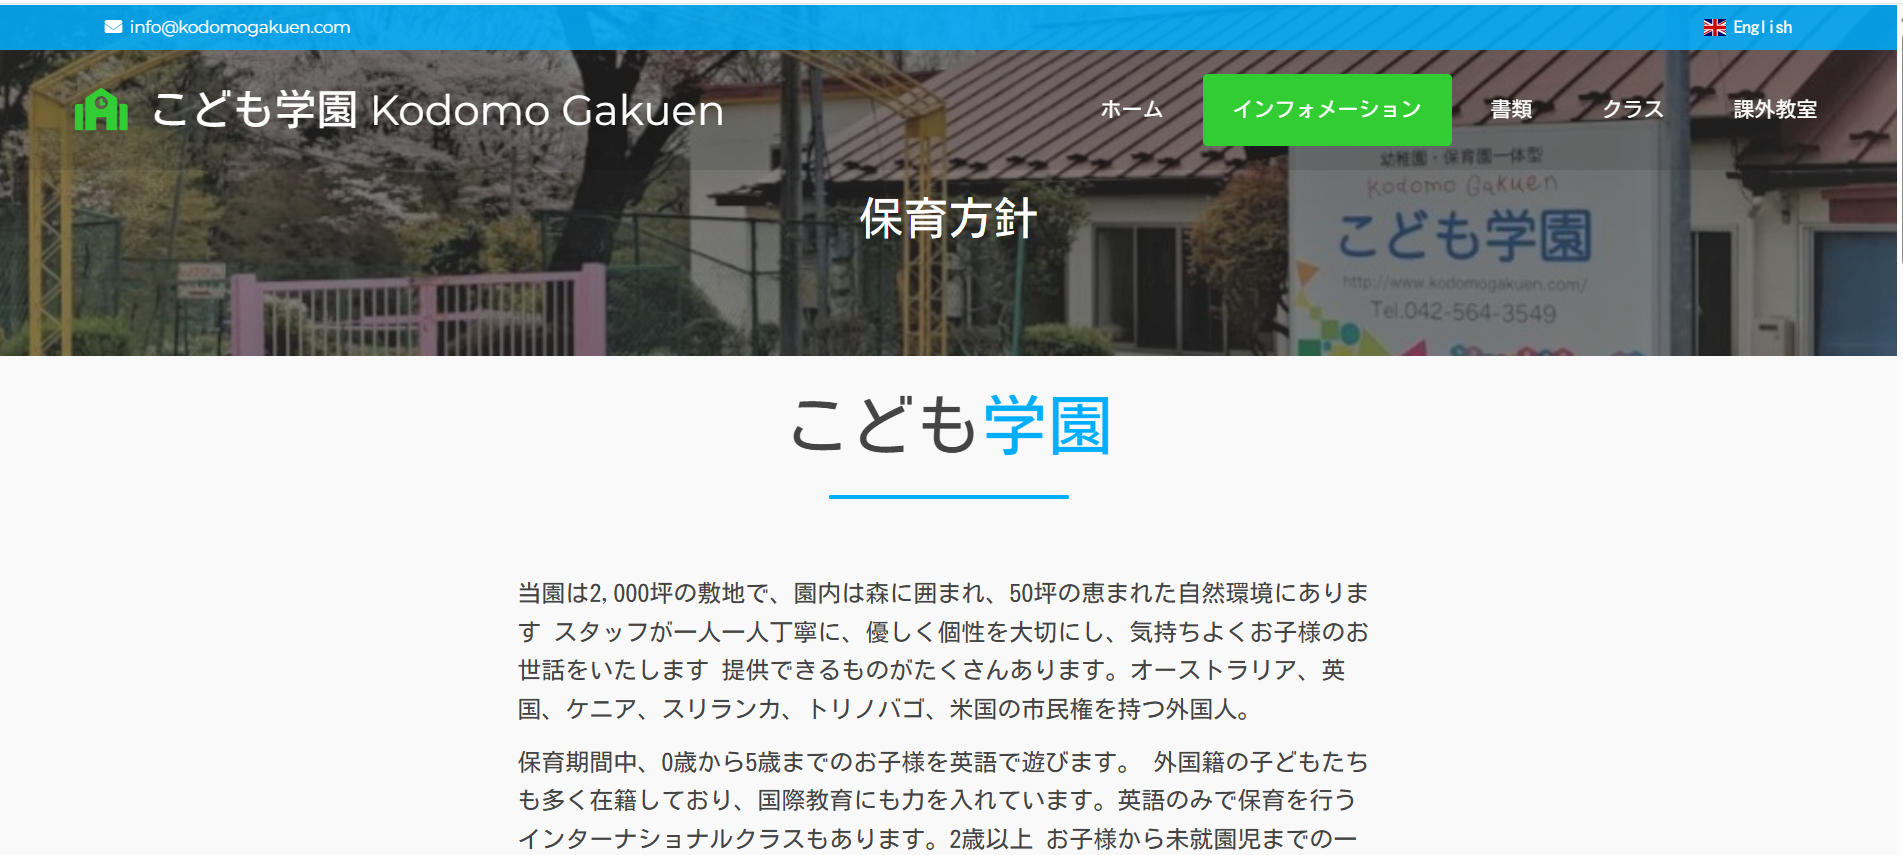 info@kodomogakuen.com
English
こども学園 Kodomo Gakuen
ホーム
インフォメーション
書類
クラス
課外教室
幼稚園・保育園一体型
Kodomo Gakuen
こども学園
http://www.kodomogakuen.com/
Tel.042-564-3549
保育方針
こども学園
当園は2,000坪の敷地で、園内は森に囲まれ、50坪の恵まれた自然環境にありま
す スタッフが一人一人丁寧に、優しく個性を大切にし、気持ちよくお子様のお
世話をいたします 提供できるものがたくさんあります。オーストラリア、英
国、ケニア、スリランカ、トリノバゴ、米国の市民権を持つ外国人。
保育期間中、0歳から5歳までのお子様を英語で遊びます。 外国籍の子どもたち
も多く在籍しており、国際教育にも力を入れています。英語のみで保育を行う
インターナショナルクラスもあります。2歳以上 お子様から未就園児までの一